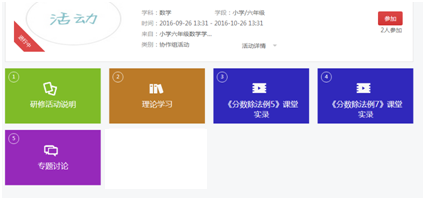 活动
进行中
学科：数学 学段：小学/六年级
时间：2016-09-26 13:31 - 2016-10-26 13:31
来自：小学六年级数学学...
类别：协作组活动 活动详情
参加
2人参加
1
研修活动说明
2
理论学习
3
《分数除法例5》课堂
实录
4
《分数除法例7》课堂
实录
5
专题讨论